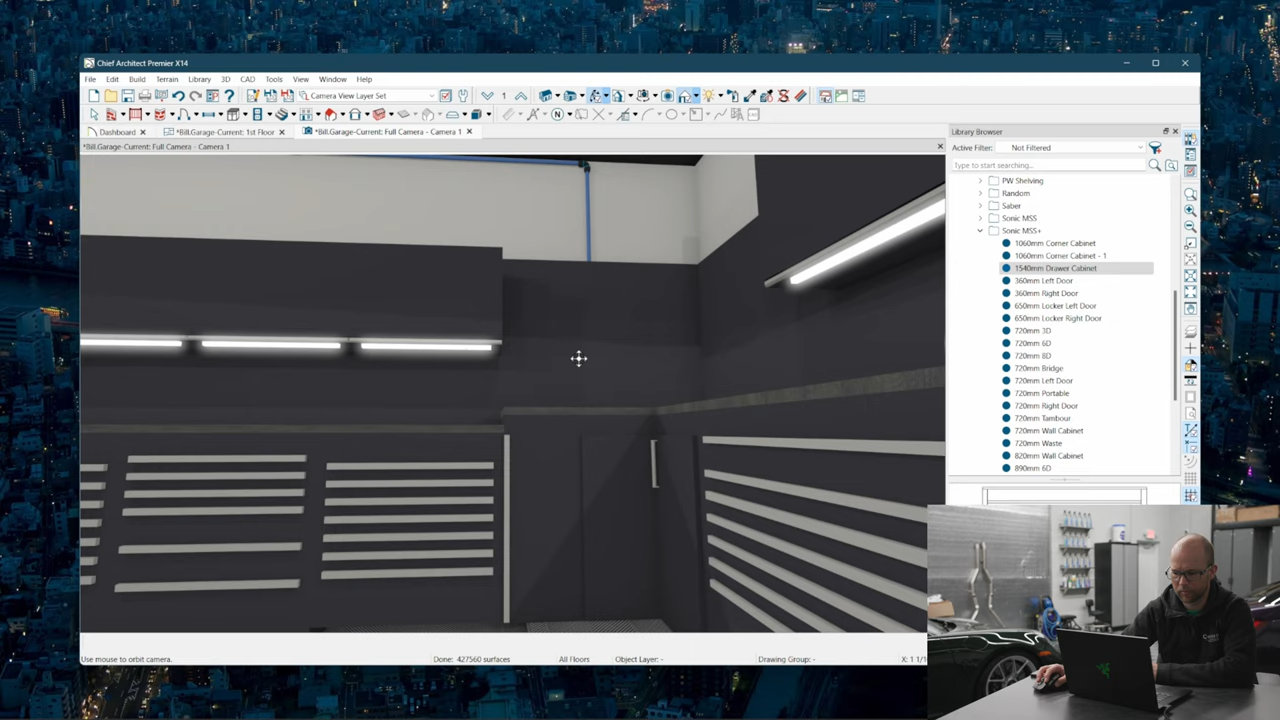 Chief Architect Premier X14
File Edit Build Terrain Library 3D CAD Tools View Window Help
Camera View Layer Set
1
A
N
Dashboard
*Bill.Garage-Current: 1st Floor
*Bill.Garage-Current: Full Camera - Camera 1
*Bill.Garage-Current: Full Camera - Camera 1
Library Browser
Active Filter: Not Filtered
Type to start searching...
PW Shelving
Random
Saber
Sonic MSS
Sonic MSS+
1060mm Corner Cabinet
1060mm Corner Cabinet - 1
1540mm Drawer Cabinet
360mm Left Door
360mm Right Door
650mm Locker Left Door
650mm Locker Right Door
720mm 3D
720mm 6D
720mm 8D
720mm Bridge
720mm Left Door
720mm Portable
720mm Right Door
720mm Tambour
720mm Wall Cabinet
720mm Waste
820mm Wall Cabinet
890mm 6D
Use mouse to orbit camera.
Done: 427560 surfaces
All Floors
Object Layer: -
Drawing Group: -